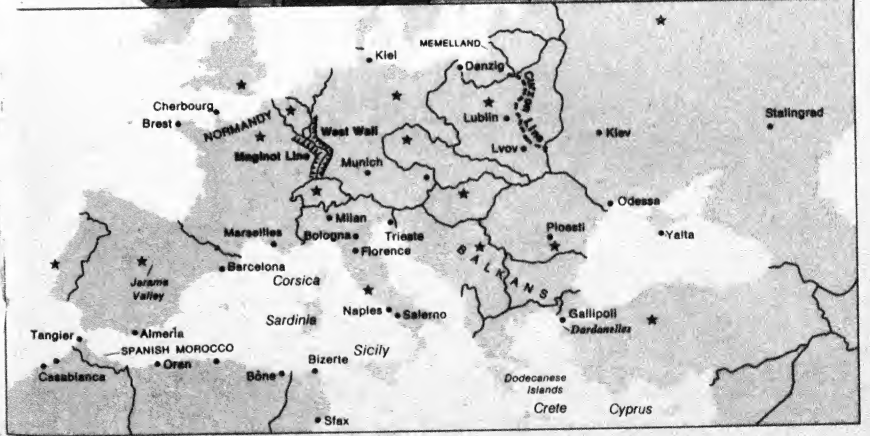 MEMELLAND
Kiel
Danzig
CURZON LINE
Cherbourg
NORMANDY
Brest
West Wall
Lublin
Stalingrad
Kiev
Maginot Line
Lvov
Munich
Odessa
Milan
Trieste
Ploesti
Yalta
Marseilles
Bologna
Florence
BALKANS
Jarama
Valley
Barcelona
Corsica
Naples
Salerno
Gallipoli
Dardanelles
Sardinia
Tangier
Almeria
SPANISH MOROCCO
Oran
Casablanca
Sicily
Bizerte
Bône
Dodecanese
Islands
Crete
Cyprus
Sfax